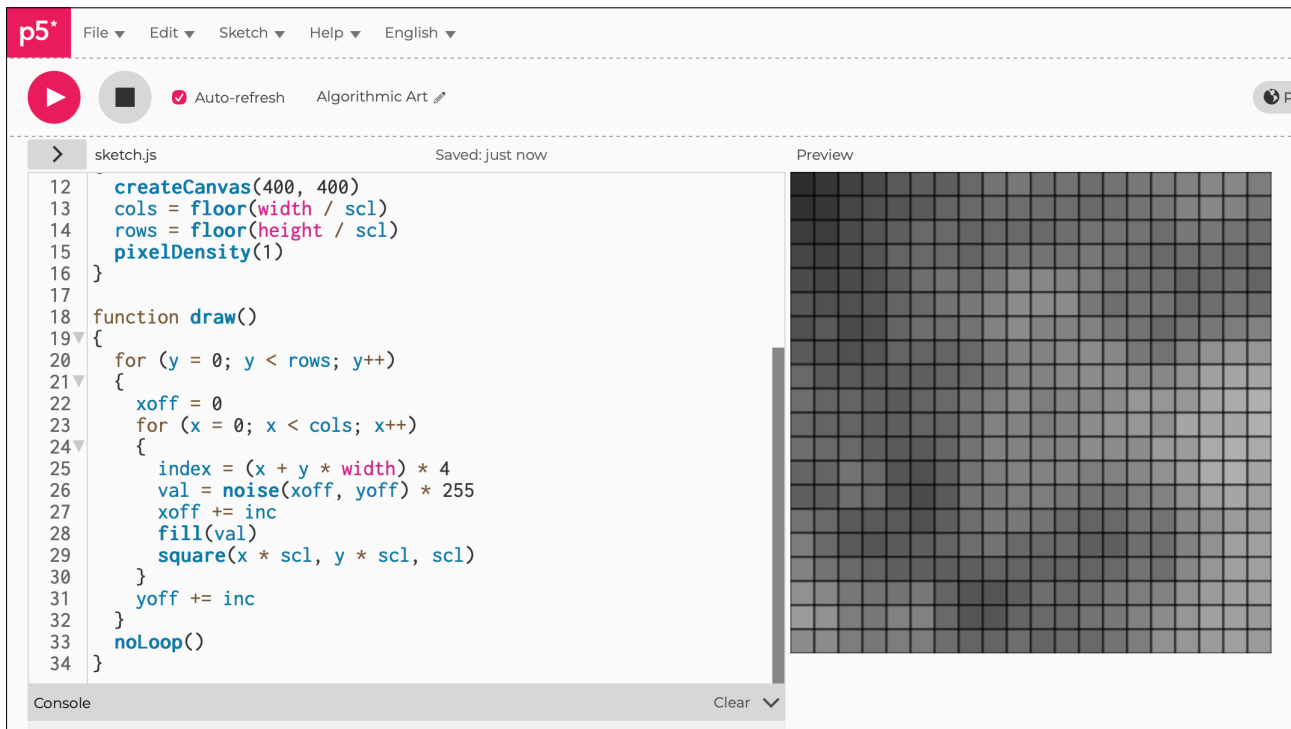 p5* File Edit Sketch Help English
Auto-refresh Algorithmic Art
sketch.js Saved: just now Preview
12 createCanvas(400, 400)
13 cols = floor(width / scl)
14 rows = floor(height / scl)
15 pixelDensity(1)
16 }
17
18 function draw()
19 {
20 for (y = 0; y < rows; y++)
21 {
22 xoff = 0
23 for (x = 0; x < cols; x++)
24 {
25 index = (x + y * width) * 4
26 val = noise(xoff, yoff) * 255
27 xoff += inc
28 fill(val)
29 square(x * scl, y * scl, scl)
30 }
31 yoff += inc
32 }
33 noLoop()
34 }
Console Clear